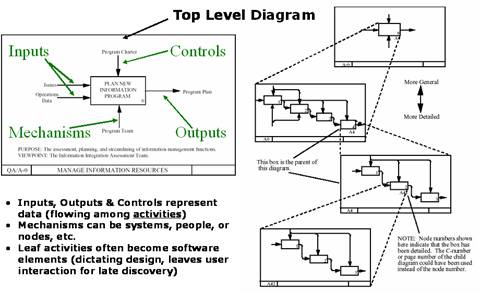 Top Level Diagram
Inputs
Program Charter
Controls
Issues
Operations
Data
PLAN NEW
INFORMATION
PROGRAM
0
Program Plan
Mechanisms
Program Team
Outputs
PURPOSE: The assessment, planning, and streamlining of information management functions.
VIEWPOINT: The Information Integration Assessment Team.
QA/A-0
MANAGE INFORMATION RESOURCES
• Inputs, Outputs & Controls represent
data (flowing among activities)
• Mechanisms can be systems, people, or
nodes, etc.
• Leaf activities often become software
elements (dictating design, leaves user
interaction for late discovery)
A-0
More General
More Detailed
A4
A0
This box is the parent of
this diagram.
A42
A4
NOTE: Node numbers shown
here indicate that the box has
been detailed. The C-number
or page number of the child
diagram could have been used
instead of the node number.
A42